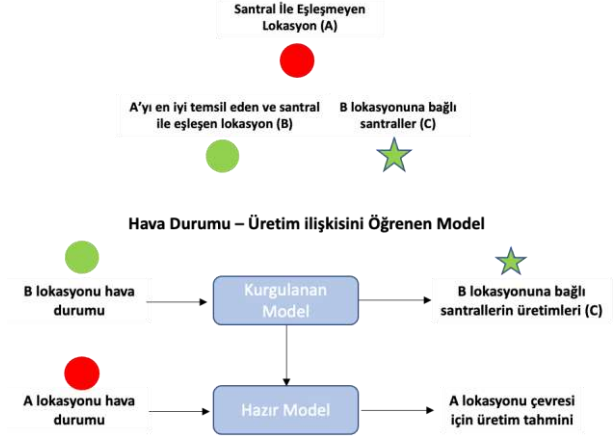 Santral İle Eşleşmeyen
Lokasyon (A)
A'yı en iyi temsil eden ve santral
ile eşleşen lokasyon (B)
B lokasyonuna bağlı
santraller (C)
Hava Durumu – Üretim ilişkisini Öğrenen Model
B lokasyonu hava
durumu
Kurgulanan
Model
B lokasyonuna bağlı
santrallerin üretimleri (C)
A lokasyonu hava
durumu
Hazır Model
A lokasyonu çevresi
için üretim tahmini